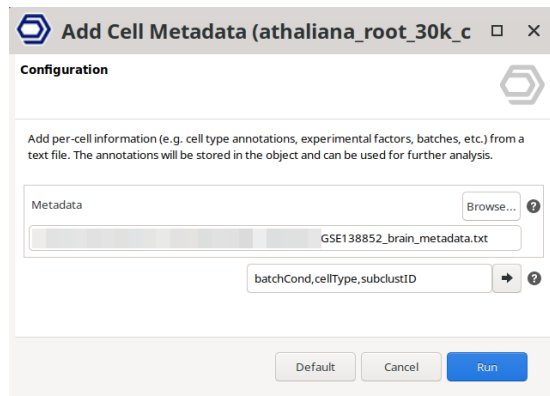 Add Cell Metadata (athaliana_root_30k_c
Configuration
Add per-cell information (e.g. cell type annotations, experimental factors, batches, etc.) from a
text file. The annotations will be stored in the object and can be used for further analysis.
Metadata
Browse...
GSE138852_brain_metadata.txt
batchCond,cellType,subclustID
Default Cancel Run